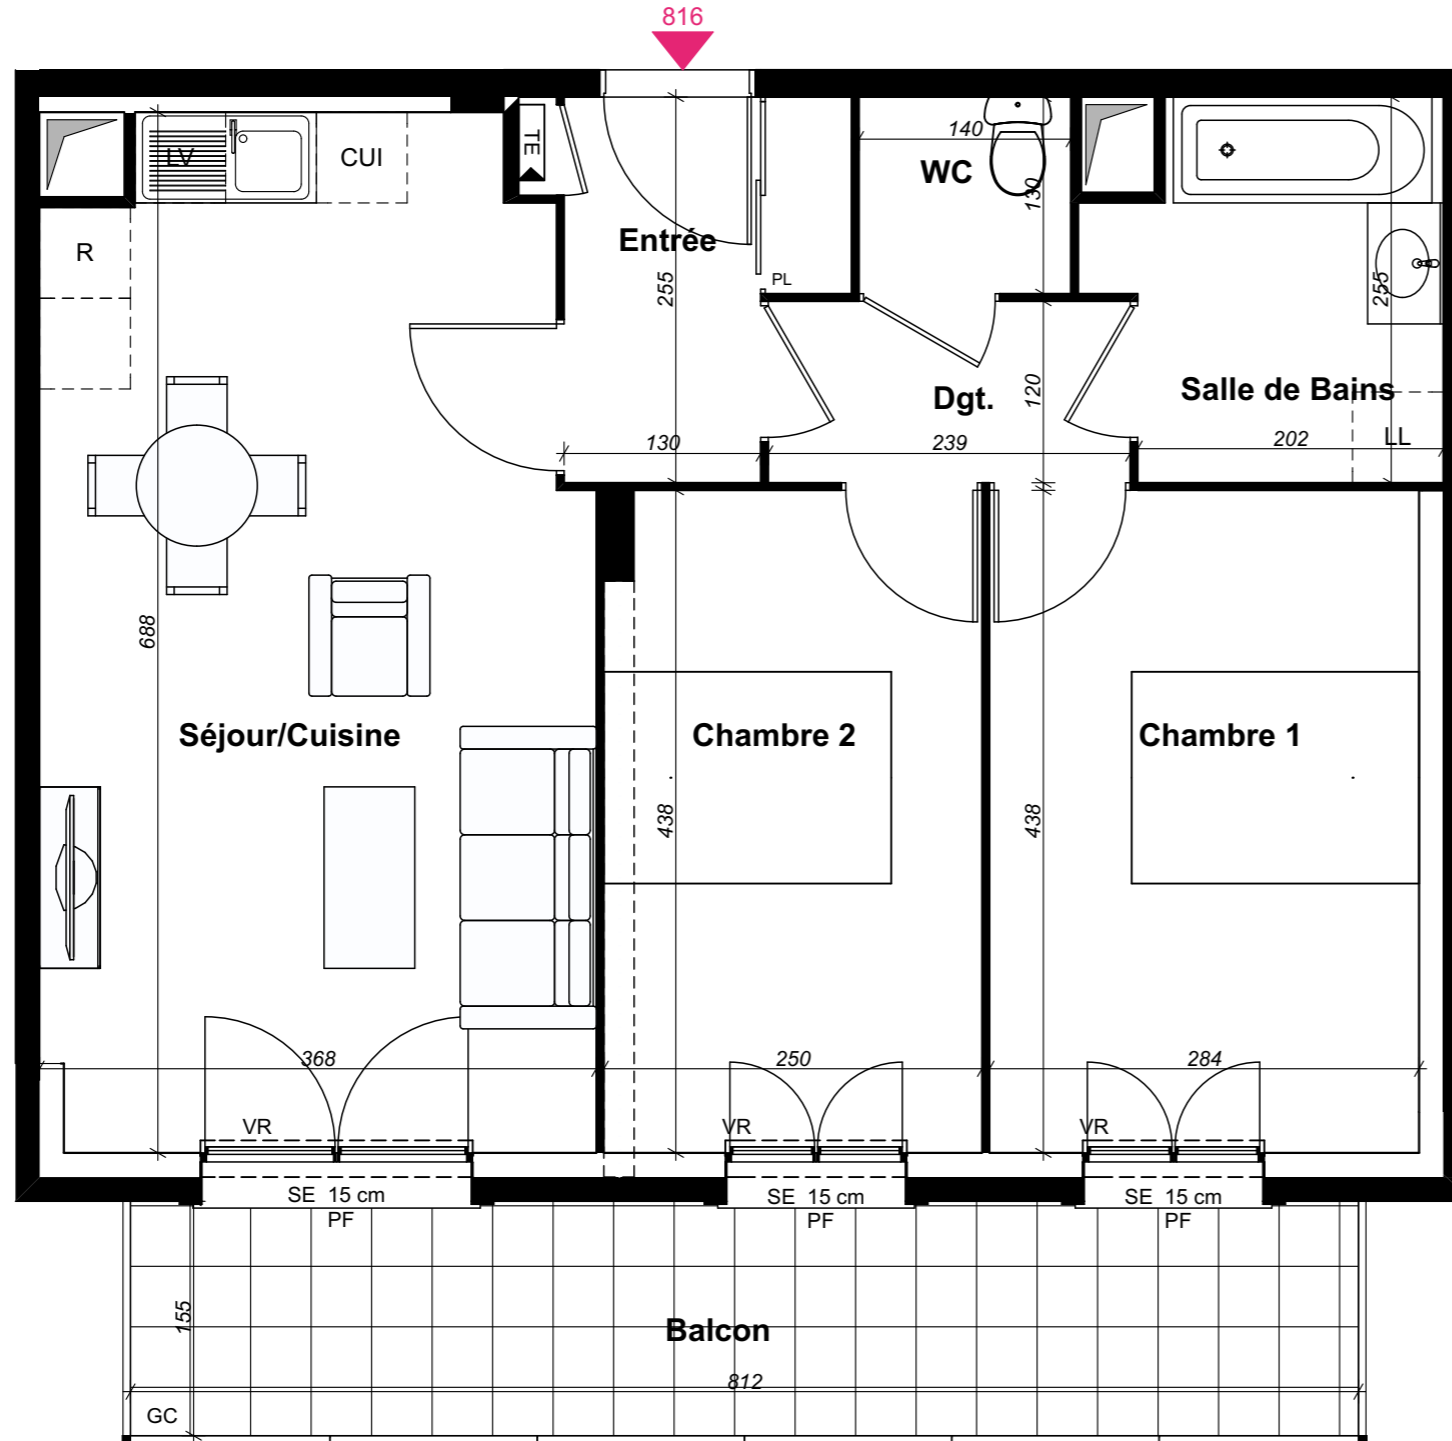 816
LV
CUI
TE
140
WC
130
R
Entrée
255
PL
255
Dgt.
120
Salle de Bains
LL
130
239
202
688
Séjour/Cuisine
Chambre 2
Chambre 1
438
438
368
250
284
VR
VR
VR
SE 15 cm
PF
SE 15 cm
PF
SE 15 cm
PF
155
Balcon
812
GC